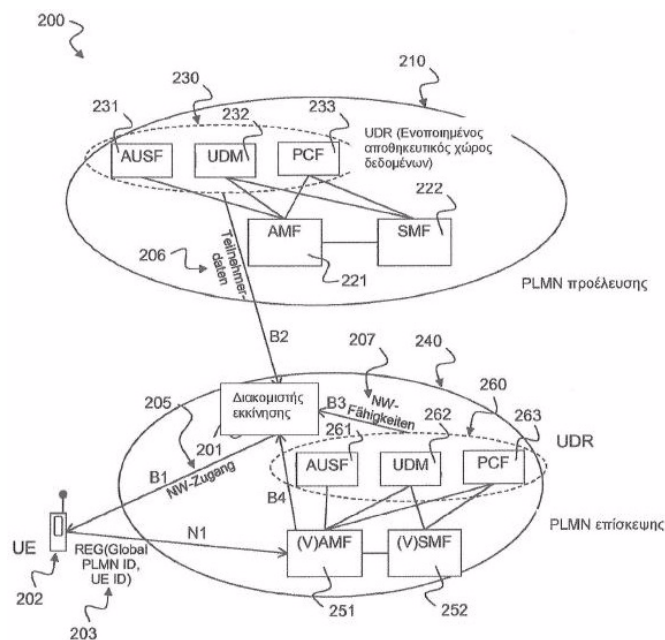 200
230
210
231
232
233
AUSF
UDM
PCF
UDR (Ενοποιημένος
αποθηκευτικός χώρος
δεδομένων)
222
AMF
SMF
221
206
Teilnehmer-
daten
PLMN προέλευσης
B2
207
240
260
205
Διακομιστής
εκκίνησης
201
B3
NW-
Fähigkeiten
261
262
263
UDR
AUSF
UDM
PCF
B1
NW-Zugang
B4
PLMN επίσκεψης
UE
N1
(V)AMF
(V)SMF
REG(Global
PLMN ID,
UE ID)
202
203
251
252